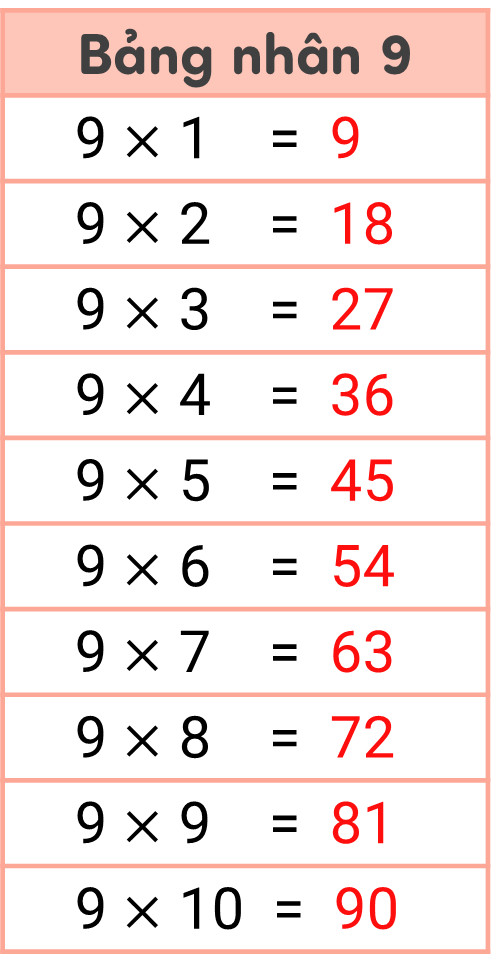 Bảng nhân 9
9 × 1 = 9
9 × 2 = 18
9 × 3 = 27
9 × 4 = 36
9 × 5 = 45
9 × 6 = 54
9 × 7 = 63
9 × 8 = 72
9 × 9 = 81
9 × 10 = 90